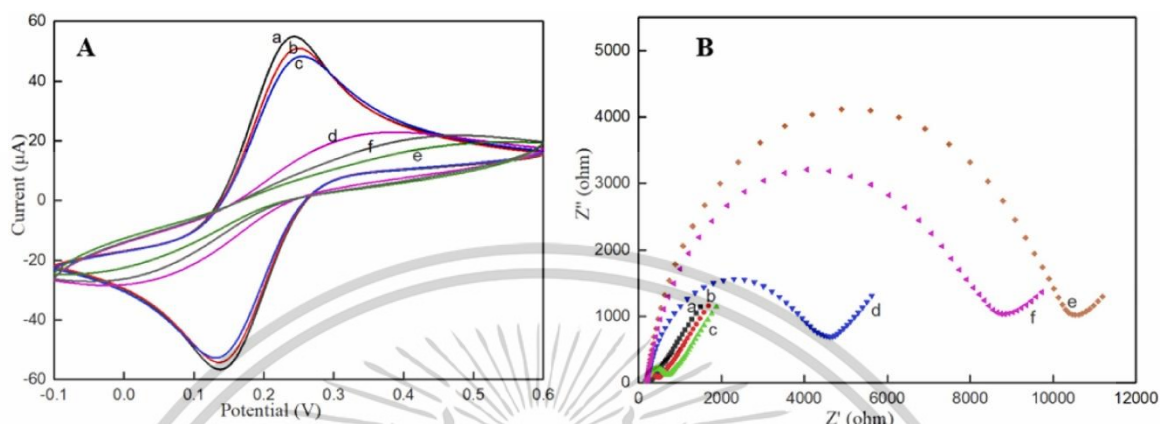 A
B
60
40
20
0
-20
-40
-60
-0.1
0.0
0.1
0.2
0.3
0.4
0.5
0.6
Current (μA)
Potential (V)
a
b
c
d
f
e
5000
4000
3000
2000
1000
0
0
2000
4000
6000
8000
10000
12000
Z" (ohm)
Z' (ohm)
a
b
c
d
f
e